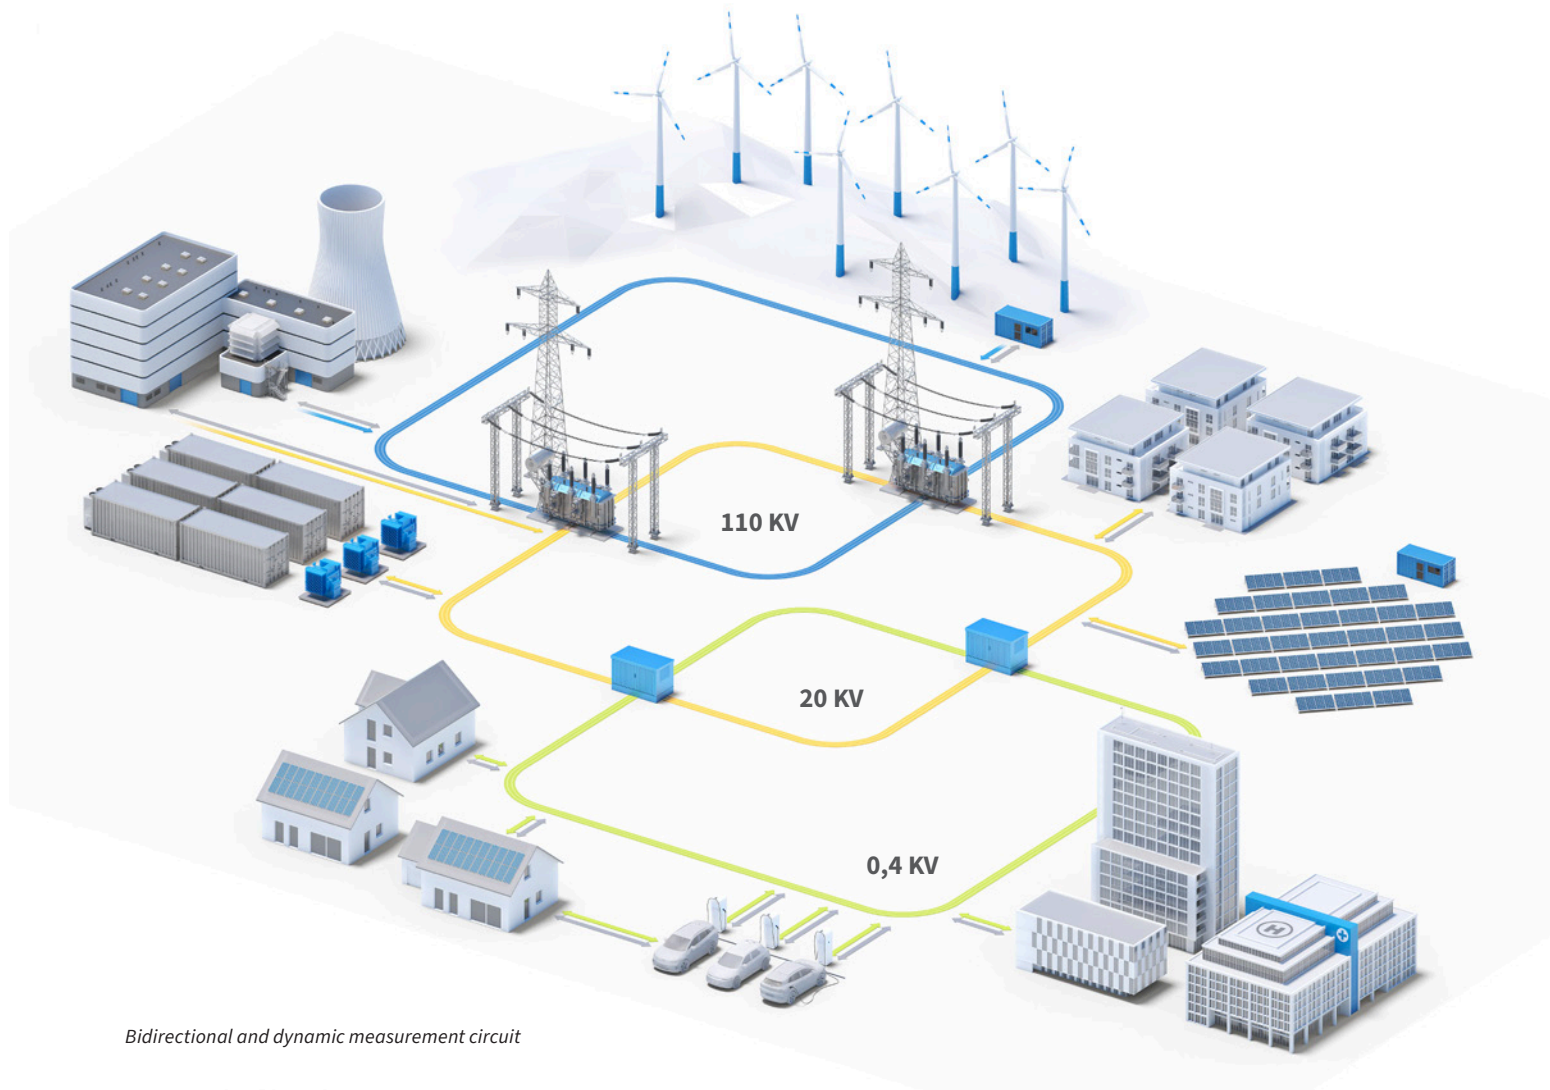 110 KV
20 KV
0,4 KV
H
Bidirectional and dynamic measurement circuit